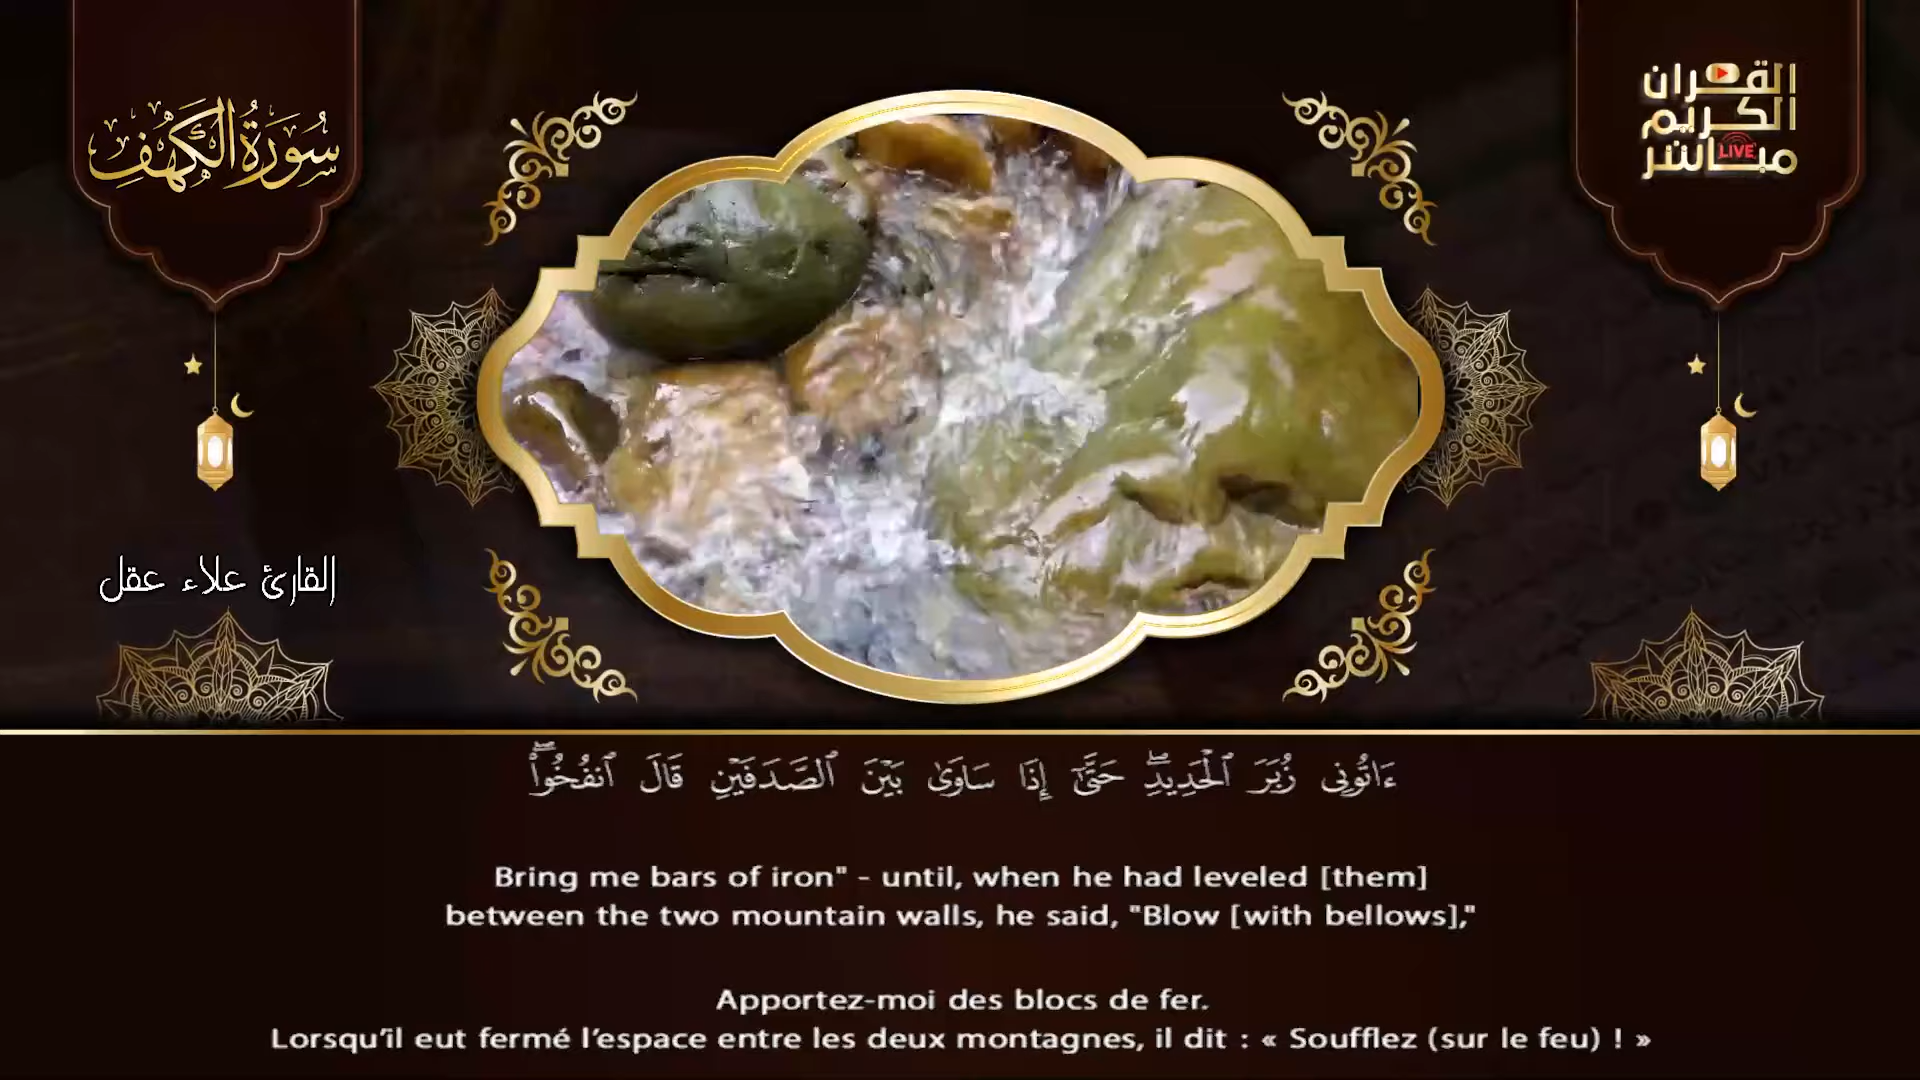 سُورَةُ الْكَهْفِ
القرآن
الكريم
مباشر
LIVE
القارئ علاء عقل
ءَاتُونِى زُبَرَ ٱلْحَدِيدِۖ حَتَّىٰٓ إِذَا سَاوَىٰ بَيْنَ ٱلصَّدَفَيْنِ قَالَ ٱنفُخُوا۟ۖ
Bring me bars of iron" - until, when he had leveled [them]
between the two mountain walls, he said, "Blow [with bellows],"
Apportez-moi des blocs de fer.
Lorsqu’il eut fermé l’espace entre les deux montagnes, il dit : « Soufflez (sur le feu) ! »